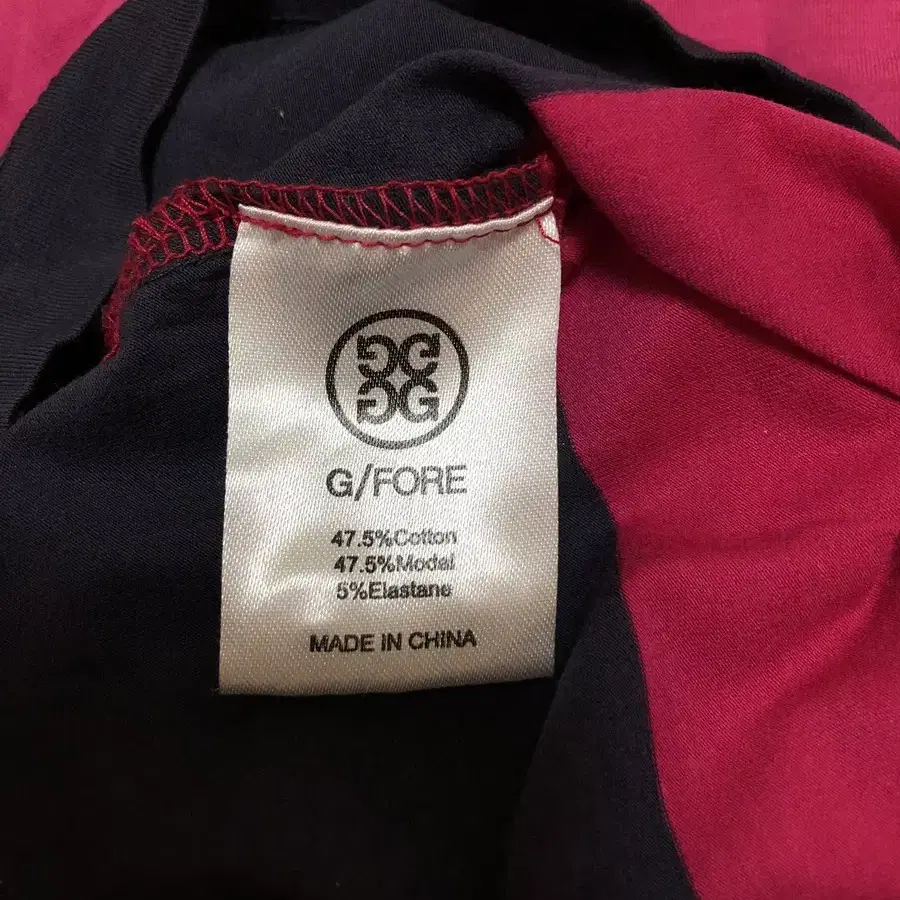 G/FORE
47.5%Cotton
47.5%Modal
5%Elastane
MADE IN CHINA